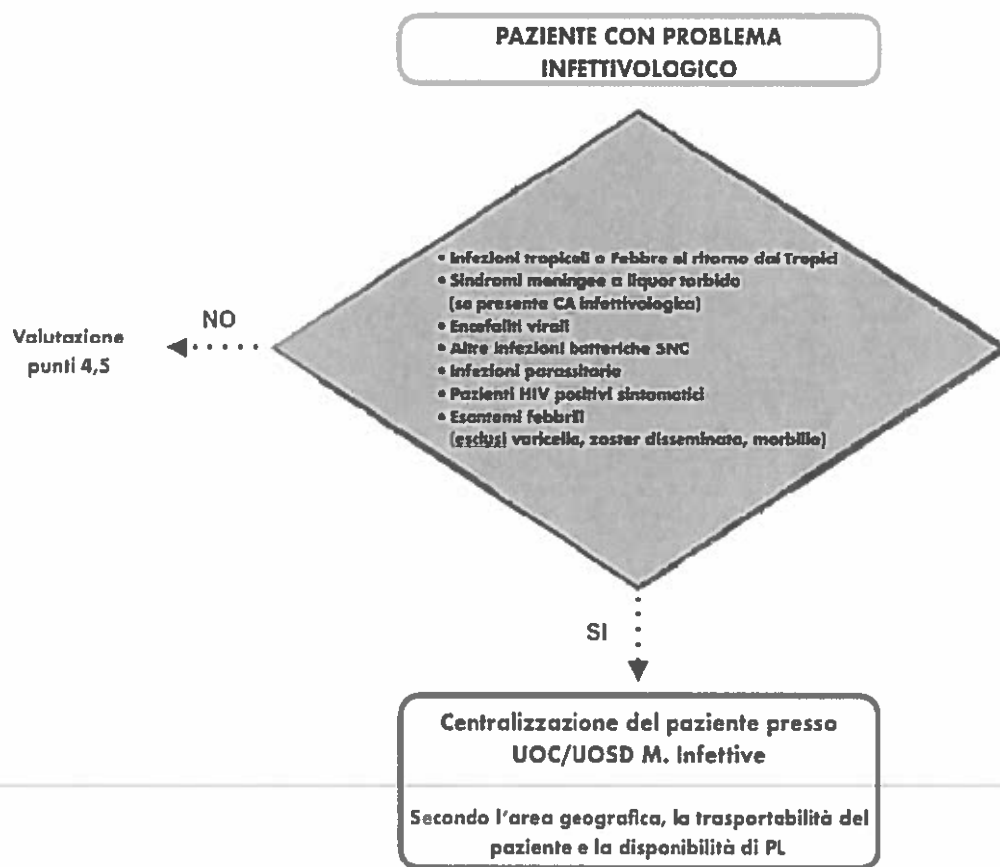 PAZIENTE CON PROBLEMA
INFETTIVOLOGICO
• Infezioni tropicali o Febbre al ritorno dai Tropici
• Sindromi meningee a liquor torbido
(se presente CA infettivologica)
• Encefaliti virali
• Altre infezioni batteriche SNC
• Infezioni parassitarie
• Pazienti HIV positivi sintomatici
• Esantemi febbrili
(esclusi varicella, zoster disseminata, morbillo)
NO
Valutazione
punti 4,5
SI
Centralizzazione del paziente presso
UOC/UOSD M. Infettive
Secondo l'area geografica, la trasportabilità del
paziente e la disponibilità di PL